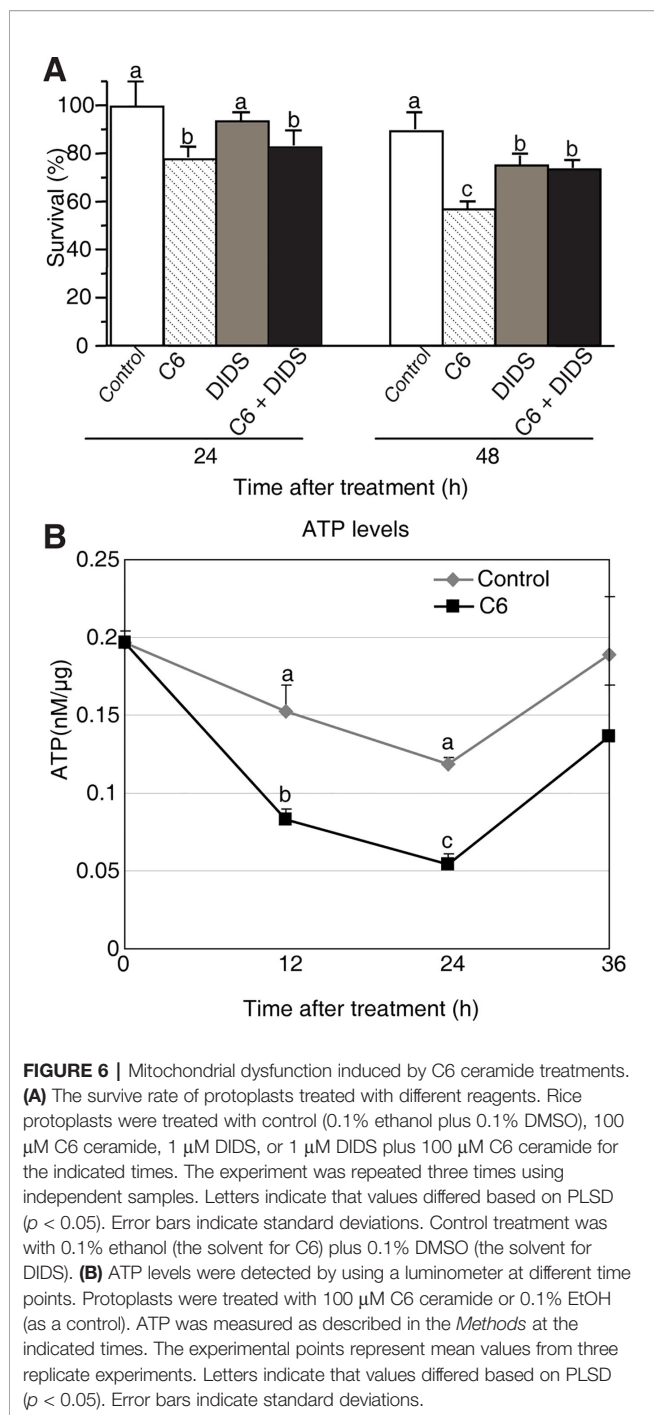 A
a
a
a
b
b
b
b
c
100
80
60
40
20
0
Survival (%)
Control
C6
DIDS
C6 + DIDS
Control
C6
DIDS
C6 + DIDS
24
48
Time after treatment (h)
B
ATP levels
0.25
0.2
0.15
0.1
0.05
0
ATP(nM/µg)
Control
C6
a
a
b
c
0
12
24
36
Time after treatment (h)
FIGURE 6 | Mitochondrial dysfunction induced by C6 ceramide treatments.
(A) The survive rate of protoplasts treated with different reagents. Rice
protoplasts were treated with control (0.1% ethanol plus 0.1% DMSO), 100
µM C6 ceramide, 1 µM DIDS, or 1 µM DIDS plus 100 µM C6 ceramide for
the indicated times. The experiment was repeated three times using
independent samples. Letters indicate that values differed based on PLSD
(p < 0.05). Error bars indicate standard deviations. Control treatment was
with 0.1% ethanol (the solvent for C6) plus 0.1% DMSO (the solvent for
DIDS). (B) ATP levels were detected by using a luminometer at different time
points. Protoplasts were treated with 100 µM C6 ceramide or 0.1% EtOH
(as a control). ATP was measured as described in the Methods at the
indicated times. The experimental points represent mean values from three
replicate experiments. Letters indicate that values differed based on PLSD
(p < 0.05). Error bars indicate standard deviations.